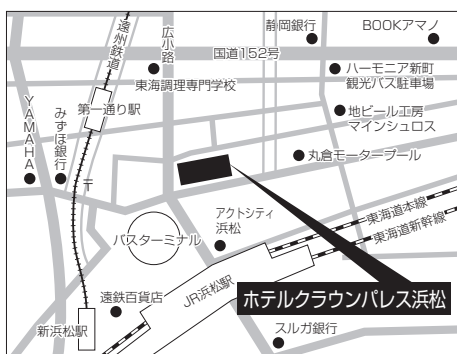 遠州鉄道
広小路
静岡銀行
BOOKアマノ
国道152号
東海調理専門学校
ハーモニア新町
観光バス駐車場
第一通り駅
地ビール工房
マインシュロス
YAMAHA
みずほ銀行
〒
丸倉モータープール
アクトシティ
浜松
バスターミナル
東海道本線
東海道新幹線
JR浜松駅
ホテルクラウンパレス浜松
遠鉄百貨店
新浜松駅
スルガ銀行